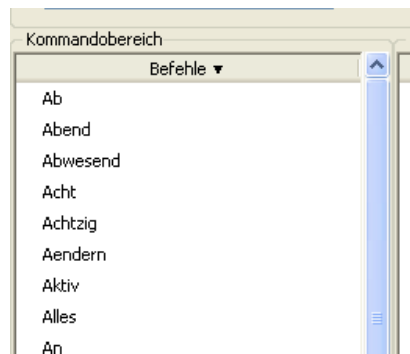 Kommandobereich
Befehle ▼
Ab
Abend
Abwesend
Acht
Achtzig
Aendern
Aktiv
Alles
An